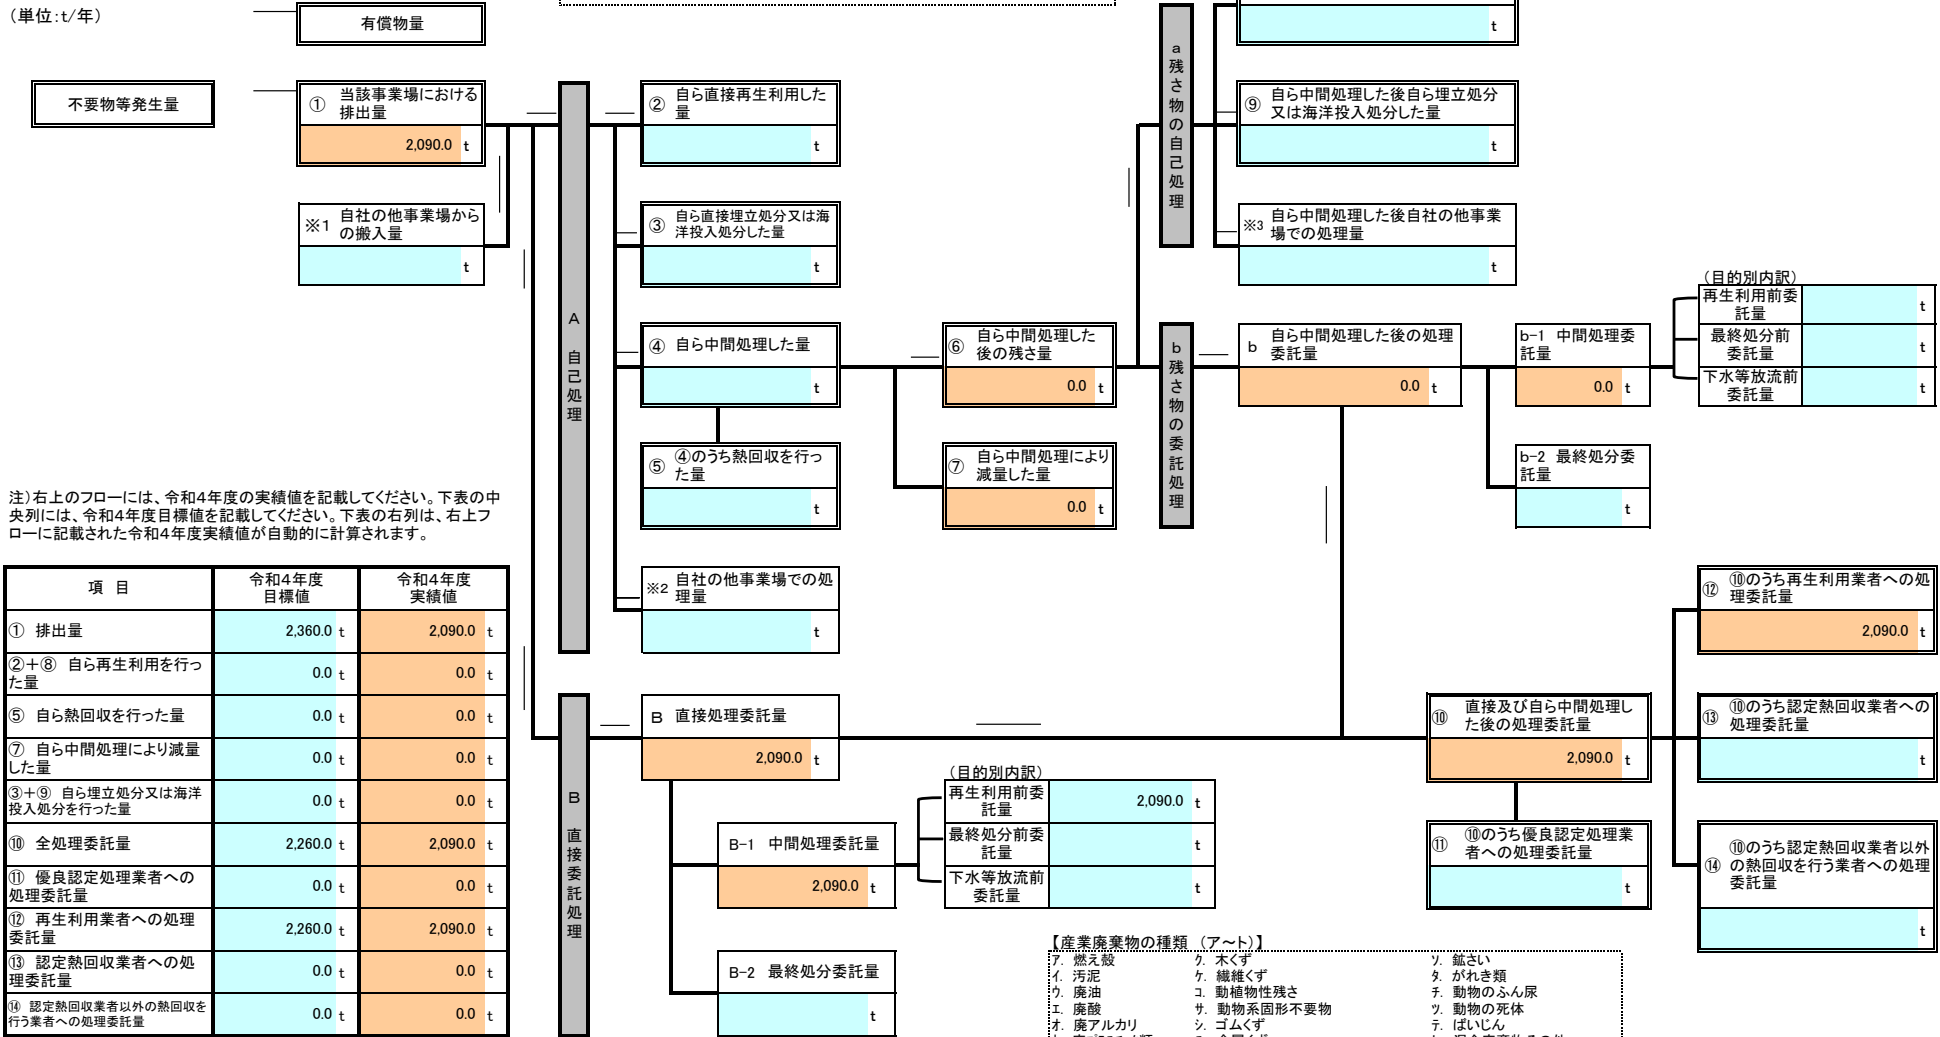 (単位:t/年)
有償物量
t
不要物等発生量
① 当該事業場における
排出量
2,090.0 t
② 自ら直接再生利用した
量
t
a 残さ物の自己処理
⑨ 自ら中間処理した後自ら埋立処分
又は海洋投入処分した量
t
※1 自社の他事業場から
の搬入量
t
③ 自ら直接埋立処分又は海
洋投入処分した量
t
※3 自ら中間処理した後自社の他事業
場での処理量
t
A 自己処理
④ 自ら中間処理した量
t
⑥ 自ら中間処理した
後の残さ量
0.0 t
b 残さ物の委託処理
b 自ら中間処理した後の処理
委託量
0.0 t
b-1 中間処理委
託量
0.0 t
(目的別内訳)
再生利用前委
託量
t
最終処分前
委託量
t
下水等放流前
委託量
t
⑤ ④のうち熱回収を行っ
た量
t
⑦ 自ら中間処理により
減量した量
0.0 t
b-2 最終処分委
託量
t
注)右上のフローには、令和4年度の実績値を記載してください。下表の中
央列には、令和4年度目標値を記載してください。下表の右列は、右上フ
ローに記載された令和4年度実績値が自動的に計算されます。
※2 自社の他事業場での処
理量
t
項 目
令和4年度
目標値
令和4年度
実績値
① 排出量 2,360.0 t 2,090.0 t
②+⑧ 自ら再生利用を行っ
た量 0.0 t 0.0 t
⑤ 自ら熱回収を行った量 0.0 t 0.0 t
⑦ 自ら中間処理により減量
した量 0.0 t 0.0 t
③+⑨ 自ら埋立処分又は海洋
投入処分を行った量 0.0 t 0.0 t
⑩ 全処理委託量 2,260.0 t 2,090.0 t
⑪ 優良認定処理業者への
処理委託量 0.0 t 0.0 t
⑫ 再生利用業者への処理
委託量 2,260.0 t 2,090.0 t
⑬ 認定熱回収業者への処
理委託量 0.0 t 0.0 t
⑭ 認定熱回収業者以外の熱回収を
行う業者への処理委託量 0.0 t 0.0 t
B 直接委託処理
B 直接処理委託量
2,090.0 t
B-1 中間処理委託量
2,090.0 t
(目的別内訳)
再生利用前委
託量
2,090.0 t
最終処分前委
託量
t
下水等放流前
委託量
t
B-2 最終処分委託量
t
⑩ 直接及び自ら中間処理し
た後の処理委託量
2,090.0 t
⑪ ⑩のうち優良認定処理業
者への処理委託量
t
⑫ ⑩のうち再生利用業者への処
理委託量
2,090.0 t
⑬ ⑩のうち認定熱回収業者への
処理委託量
t
⑭ ⑩のうち認定熱回収業者以外
の熱回収を行う業者への処理
委託量
t
【産業廃棄物の種類 (ア~ト)】
ア. 燃え殻 ク. 木くず ソ. 鉱さい
イ. 汚泥 ケ. 繊維くず タ. がれき類
ウ. 廃油 コ. 動植物性残さ チ. 動物のふん尿
エ. 廃酸 サ. 動物系固形不要物 ツ. 動物の死体
オ. 廃アルカリ シ. ゴムくず テ. ばいじん